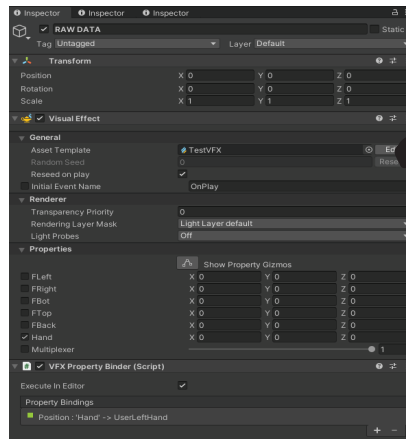 Inspector Inspector Inspector
RAW DATA Static
Tag Untagged Layer Default
Transform
Position X 0 Y 0 Z 0
Rotation X 0 Y 0 Z 0
Scale X 1 Y 1 Z 1
Visual Effect
General
Asset Template TestVFX Ed
Random Seed 0 Rese
Reseed on play
Initial Event Name OnPlay
Renderer
Transparency Priority 0
Rendering Layer Mask Light Layer default
Light Probes Off
Properties
Show Property Gizmos
FLeft X 0 Y 0 Z 0
FRight X 0 Y 0 Z 0
FBot X 0 Y 0 Z 0
FTop X 0 Y 0 Z 0
FBack X 0 Y 0 Z 0
Hand X 0 Y 0 Z 0
Multiplexer 1
# VFX Property Binder (Script)
Execute In Editor
Property Bindings
Position : 'Hand' -> UserLeftHand
+ -